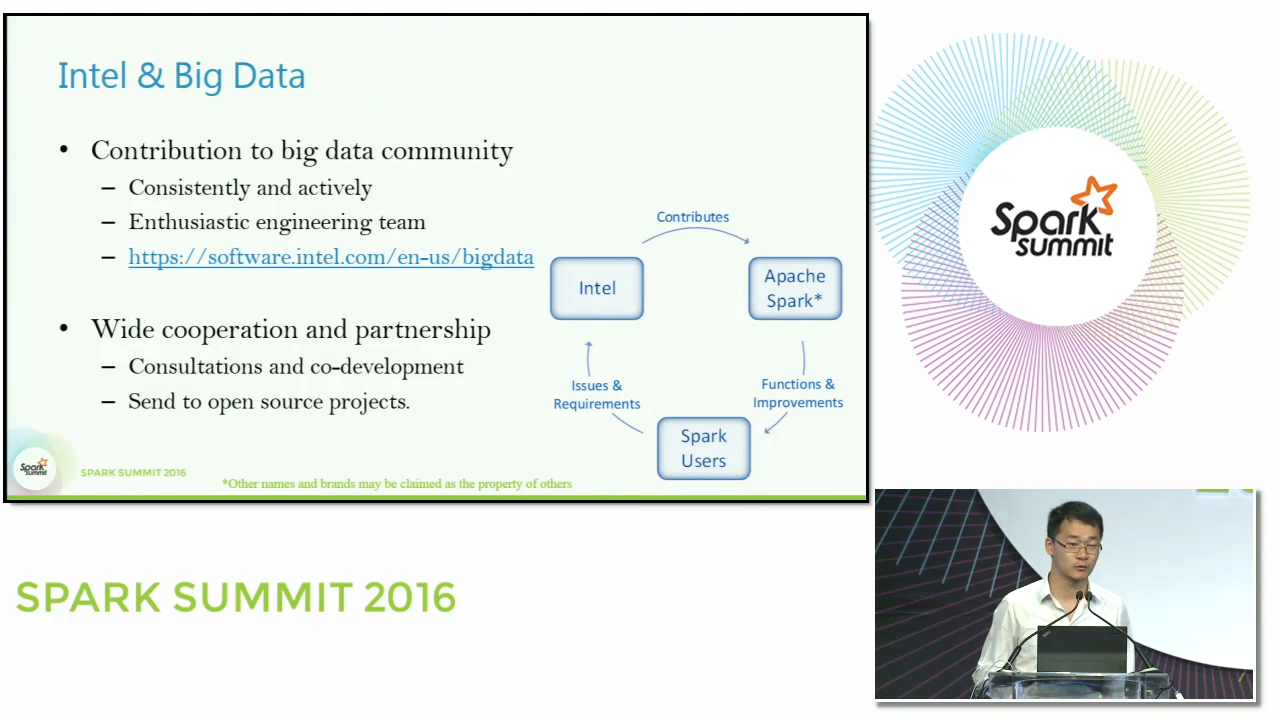 Intel & Big Data
• Contribution to big data community
– Consistently and actively
– Enthusiastic engineering team
– https://software.intel.com/en-us/bigdata
• Wide cooperation and partnership
– Consultations and co-development
– Send to open source projects.
Contributes
Intel
Apache
Spark*
Issues &
Requirements
Functions &
Improvements
Spark
Users
Spark
summit
SPARK SUMMIT 2016
*Other names and brands may be claimed as the property of others
Spark
summit
SPARK SUMMIT 2016